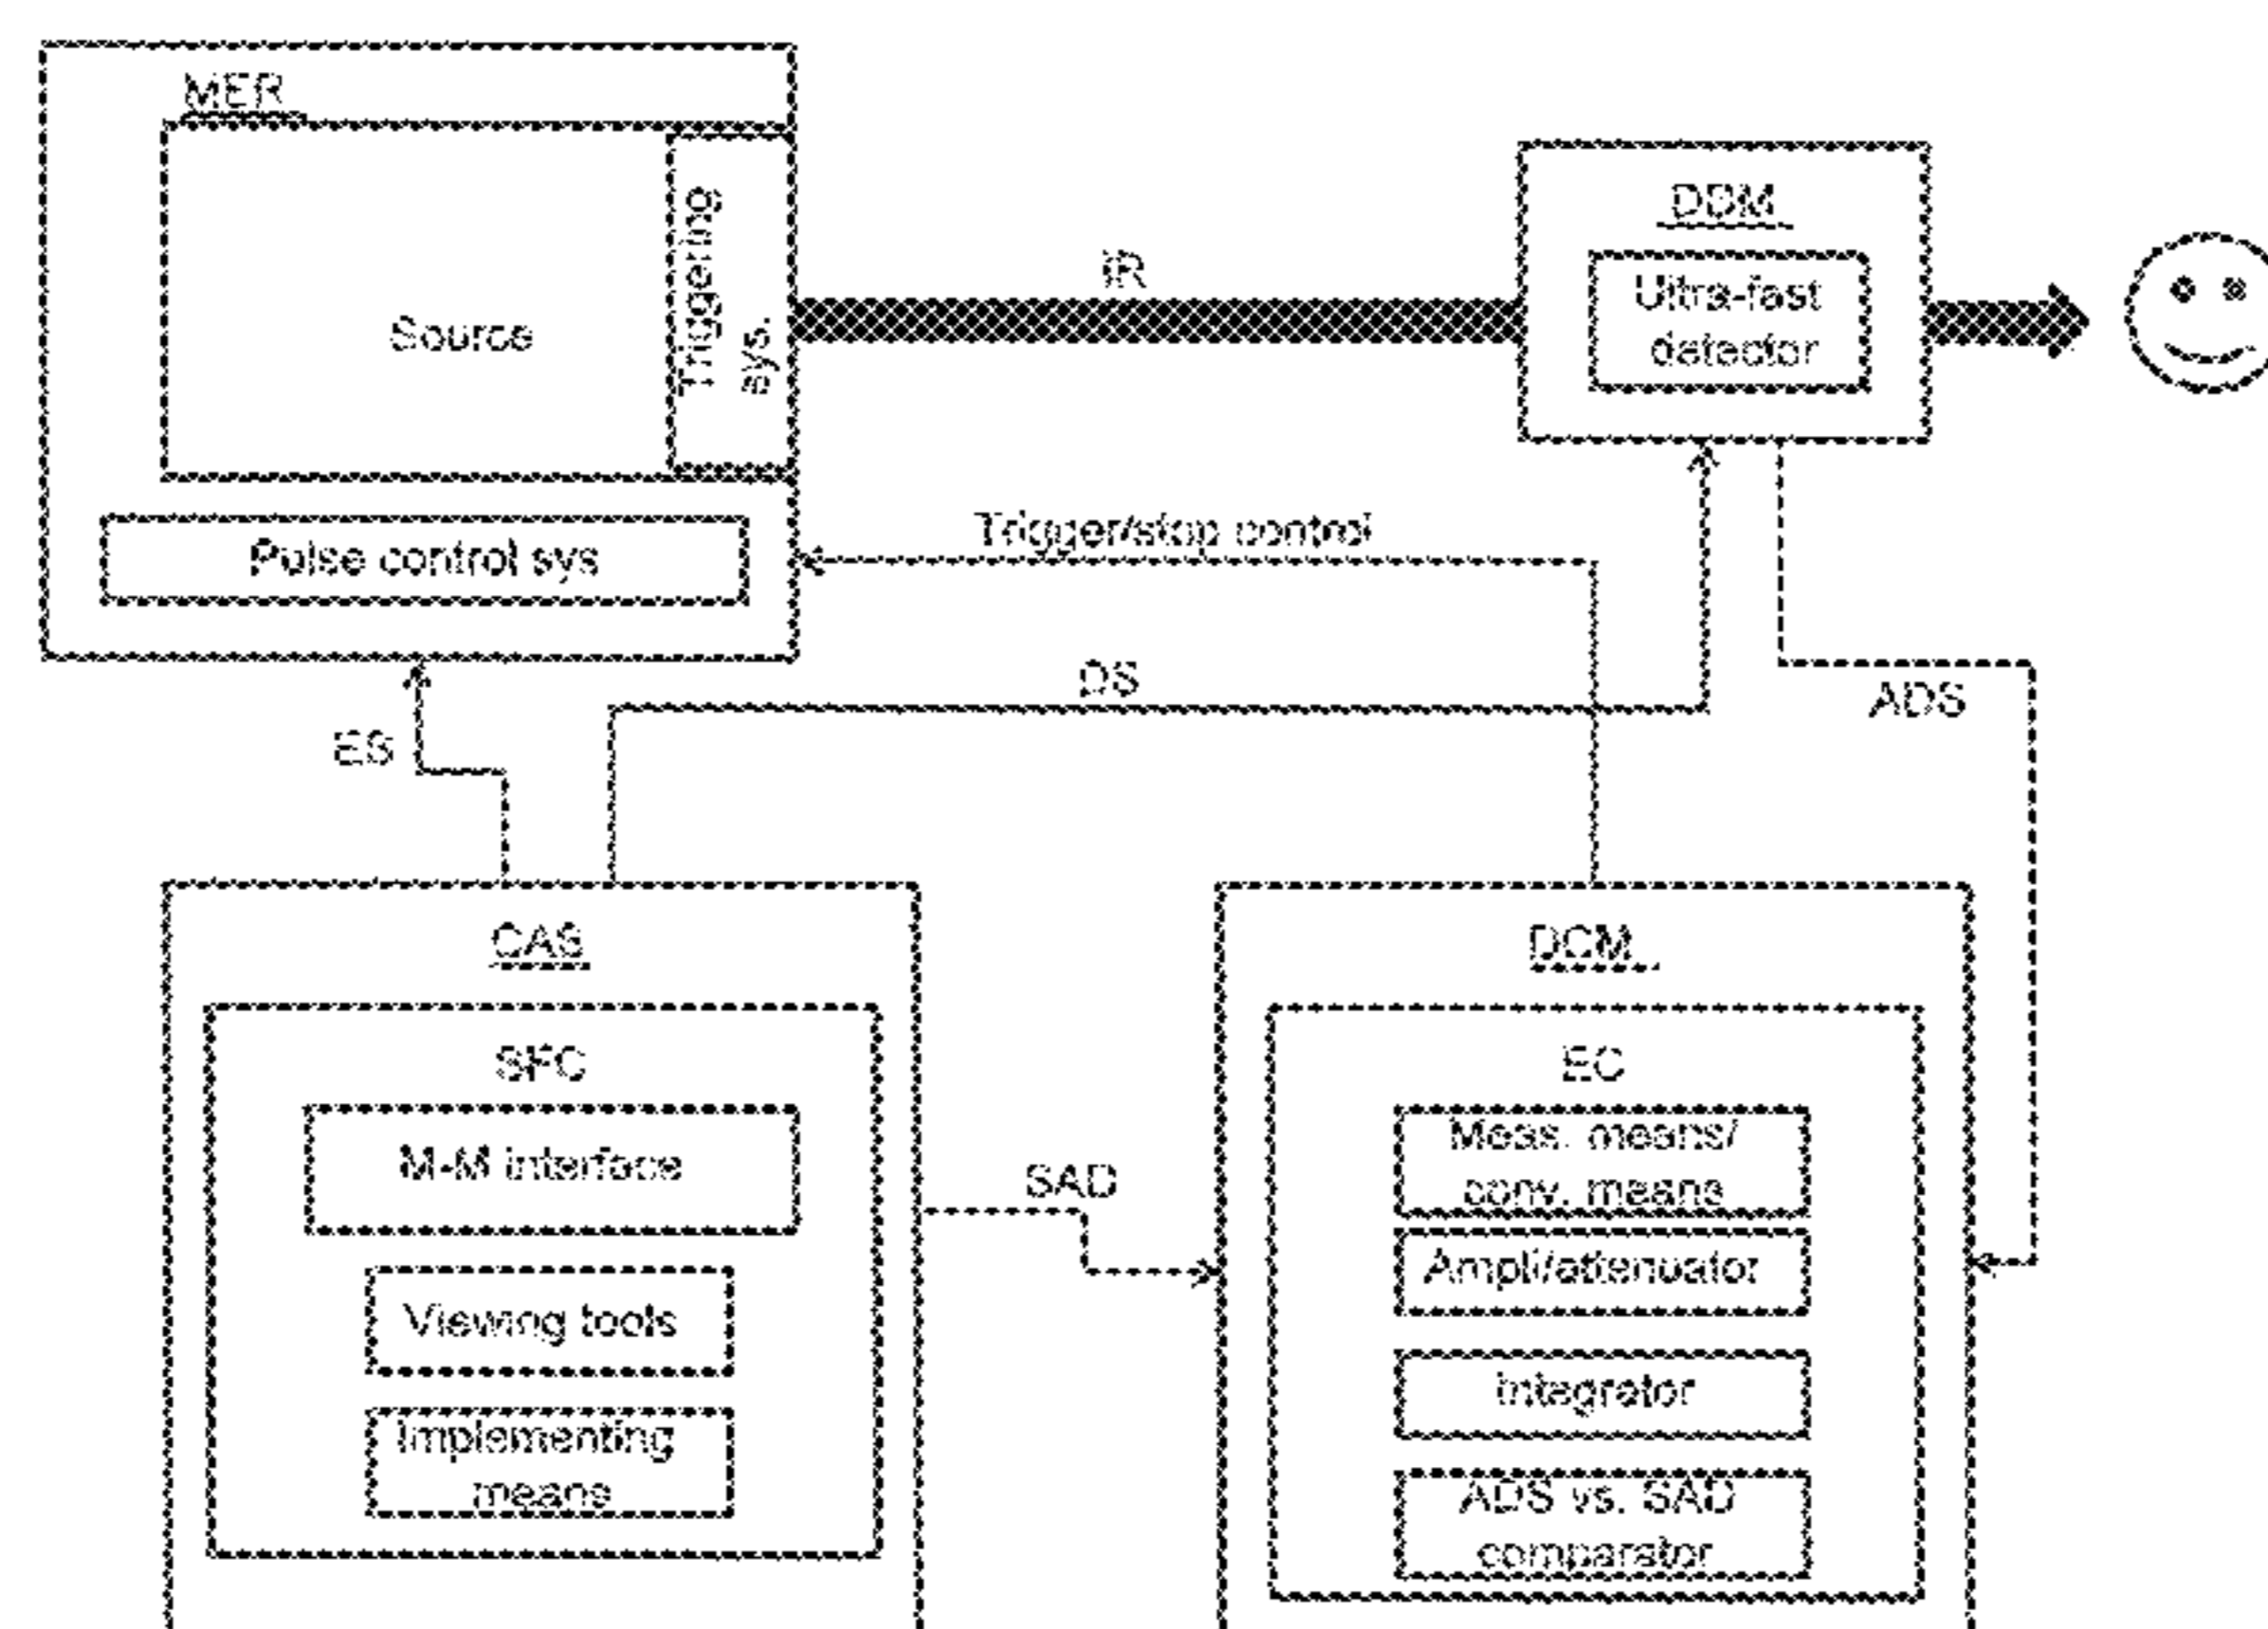 MER
Source
Triggering
sys.
Pulse control sys
IR
DDM
Ultra-fast
detector
Trigger/stop control
DS
ADS
ES
CAS
SFC
M-M interface
Viewing tools
Implementing
means
SAD
DCM
EC
Meas. means/
conv. means
Ampli/attenuator
Integrator
ADS vs. SAD
comparator